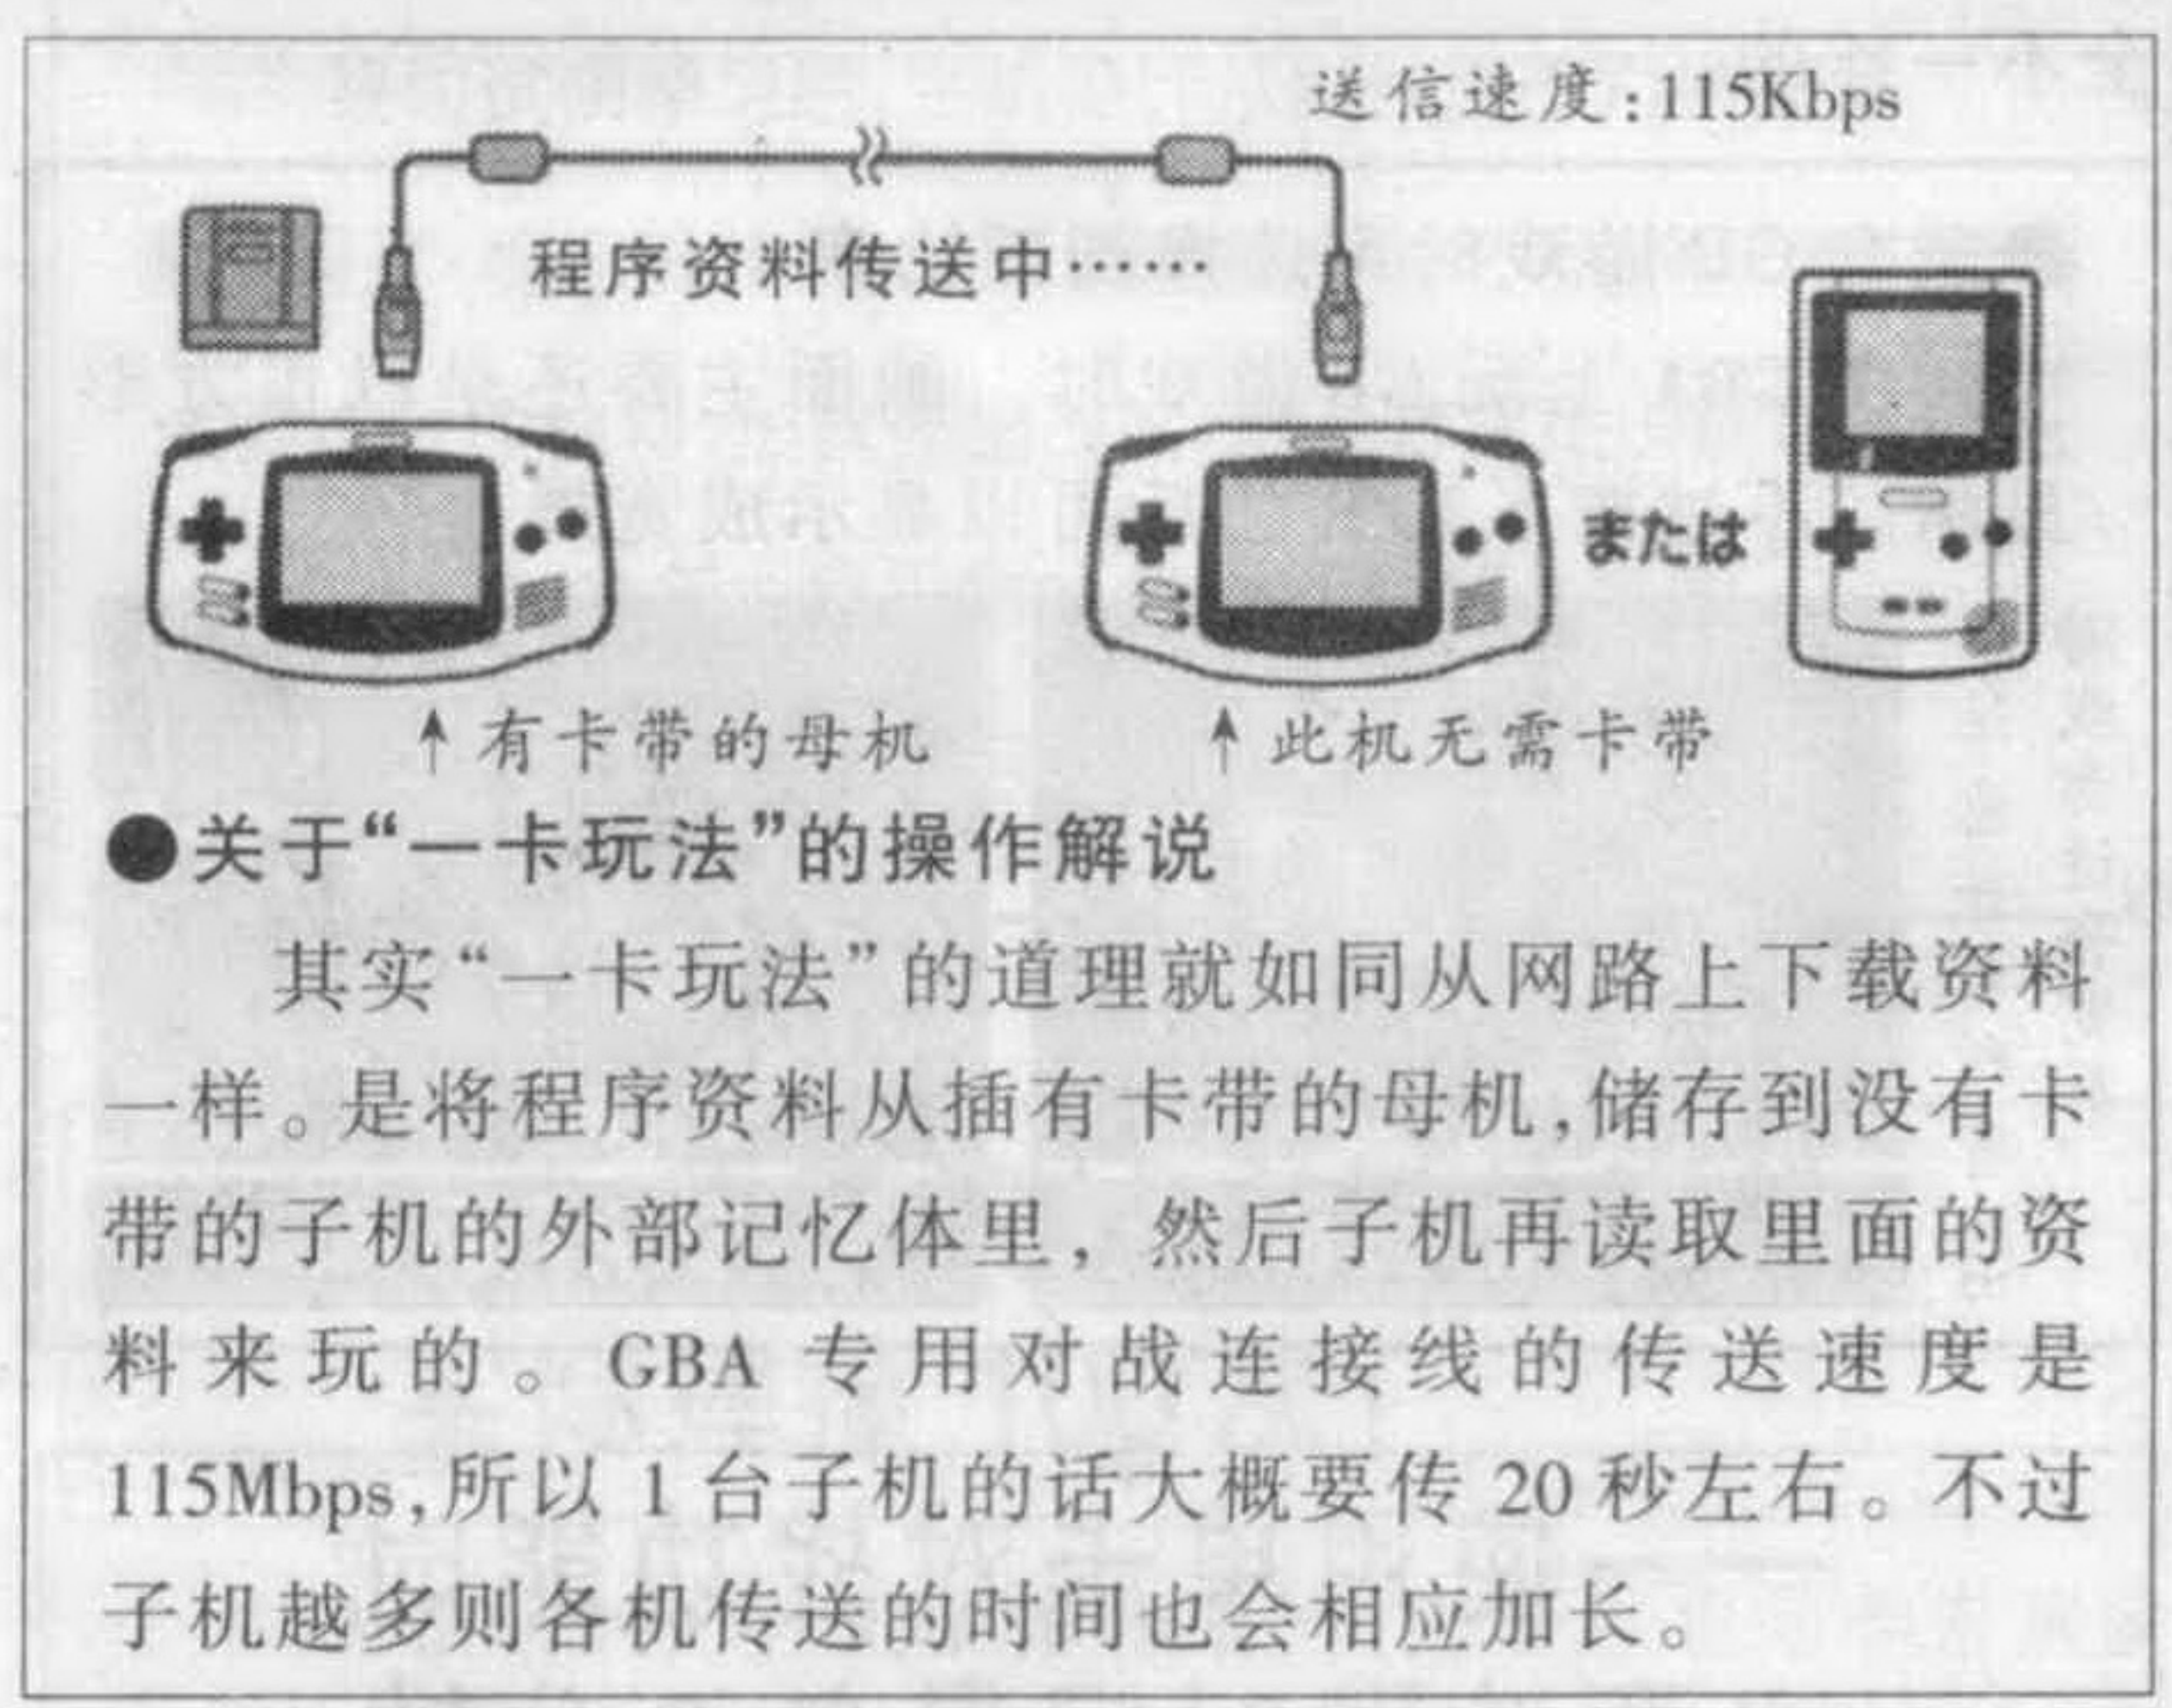 送信速度:115Kbps
程序资料传送中……
または
↑有卡带的母机
↑此机无需卡带
●关于“一卡玩法”的操作解说
其实“一卡玩法”的道理就如同从网路上下载资料
一样。是将程序资料从插有卡带的母机,储存到没有卡
带的子机的外部记忆体里，然后子机再读取里面的资
料来玩的。GBA 专用对战连接线的传送速度是
115Mbps,所以 1 台子机的话大概要传 20 秒左右。不过
子机越多则各机传送的时间也会相应加长。